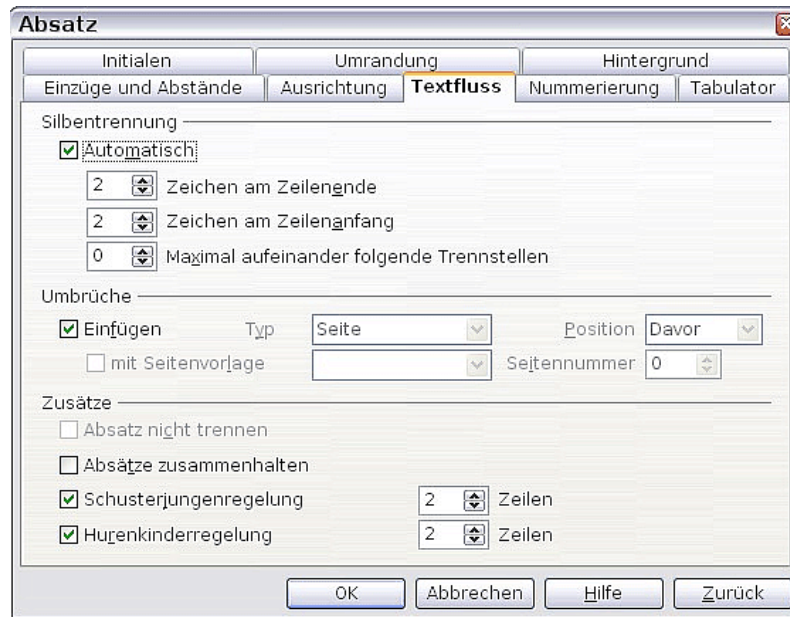 Absatz
Initialen Umrandung Hintergrund
Einzüge und Abstände Ausrichtung Textfluss Nummerierung Tabulator
Silbentrennung
Automatisch
2 Zeichen am Zeilenende
2 Zeichen am Zeilenanfang
0 Maximal aufeinander folgende Trennstellen
Umbrüche
Einfügen Typ Seite Position Davor
mit Seitenvorlage Seitennummer 0
Zusätze
Absatz nicht trennen
Absätze zusammenhalten
Schusterjungenregelung 2 Zeilen
Hurenkinderregelung 2 Zeilen
OK Abbrechen Hilfe Zurück